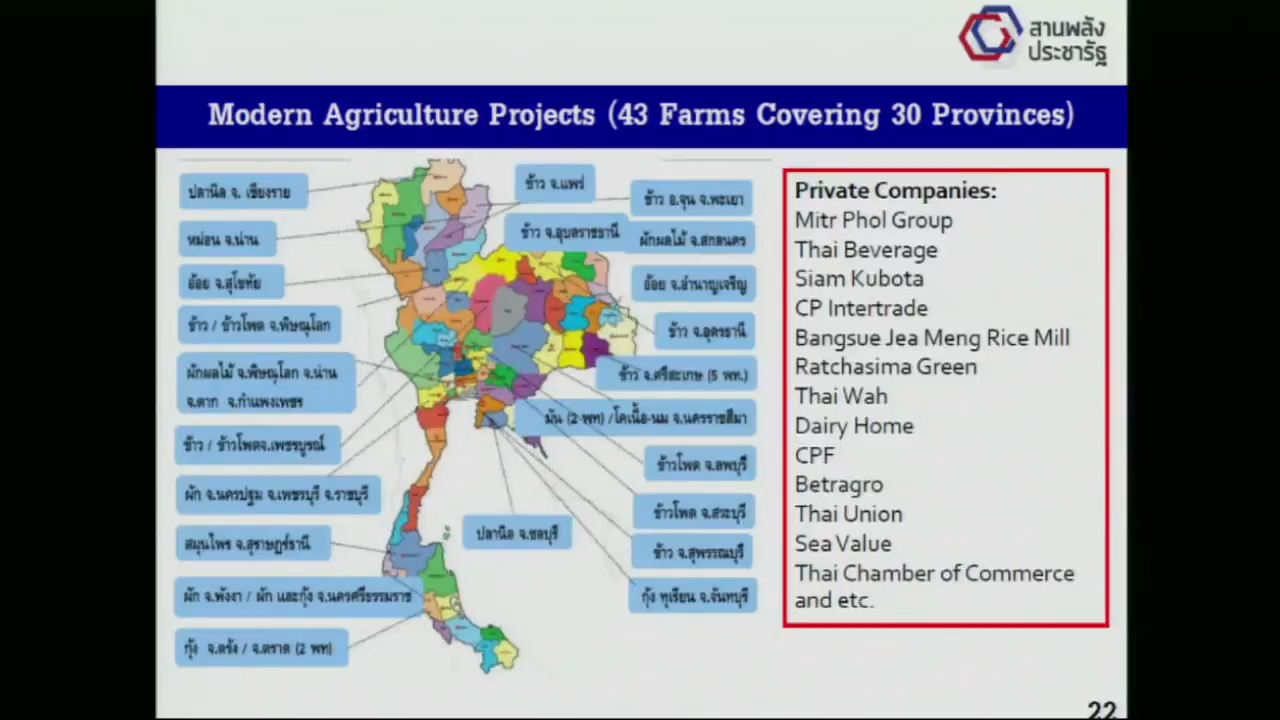 สานพลัง
ประชารัฐ
Modern Agriculture Projects (43 Farms Covering 30 Provinces)
ปลานิล จ. เชียงราย
หม่อน จ.น่าน
อ้อย จ.สุโขทัย
ข้าว / ข้าวโพด จ.พิษณุโลก
ผักผลไม้ จ.พิษณุโลก จ.น่าน
จ.ตาก จ.กำแพงเพชร
ข้าว / ข้าวโพดจ.เพชรบูรณ์
ผัก จ.นครปฐม จ.เพชรบุรี จ.ราชบุรี
สมุนไพร จ.สุราษฎร์ธานี
ผัก จ.พังงา / ผัก และกุ้ง จ.นครศรีธรรมราช
กุ้ง จ.ตรัง / จ.ตราด (2 พท)
ข้าว จ.แพร่
ข้าว จ.อุบลราชธานี
ข้าว อ.จุน จ.พะเยา
ผักผลไม้ จ.สกลนคร
อ้อย จ.อำนาญเจริญ
ข้าว จ.อุดรธานี
ข้าว จ.ศรีสะเกษ (5 พท.)
มัน (2 พท) /โคเนื้อ-นม จ.นครราชสีมา
ข้าวโพด จ.ลพบุรี
ข้าวโพด จ.สระบุรี
ปลานิล จ.ชลบุรี
ข้าว จ.สุพรรณบุรี
กุ้ง ทุเรียน จ.จันทบุรี
Private Companies:
Mitr Phol Group
Thai Beverage
Siam Kubota
CP Intertrade
Bangsue Jea Meng Rice Mill
Ratchasima Green
Thai Wah
Dairy Home
CPF
Betragro
Thai Union
Sea Value
Thai Chamber of Commerce
and etc.
22